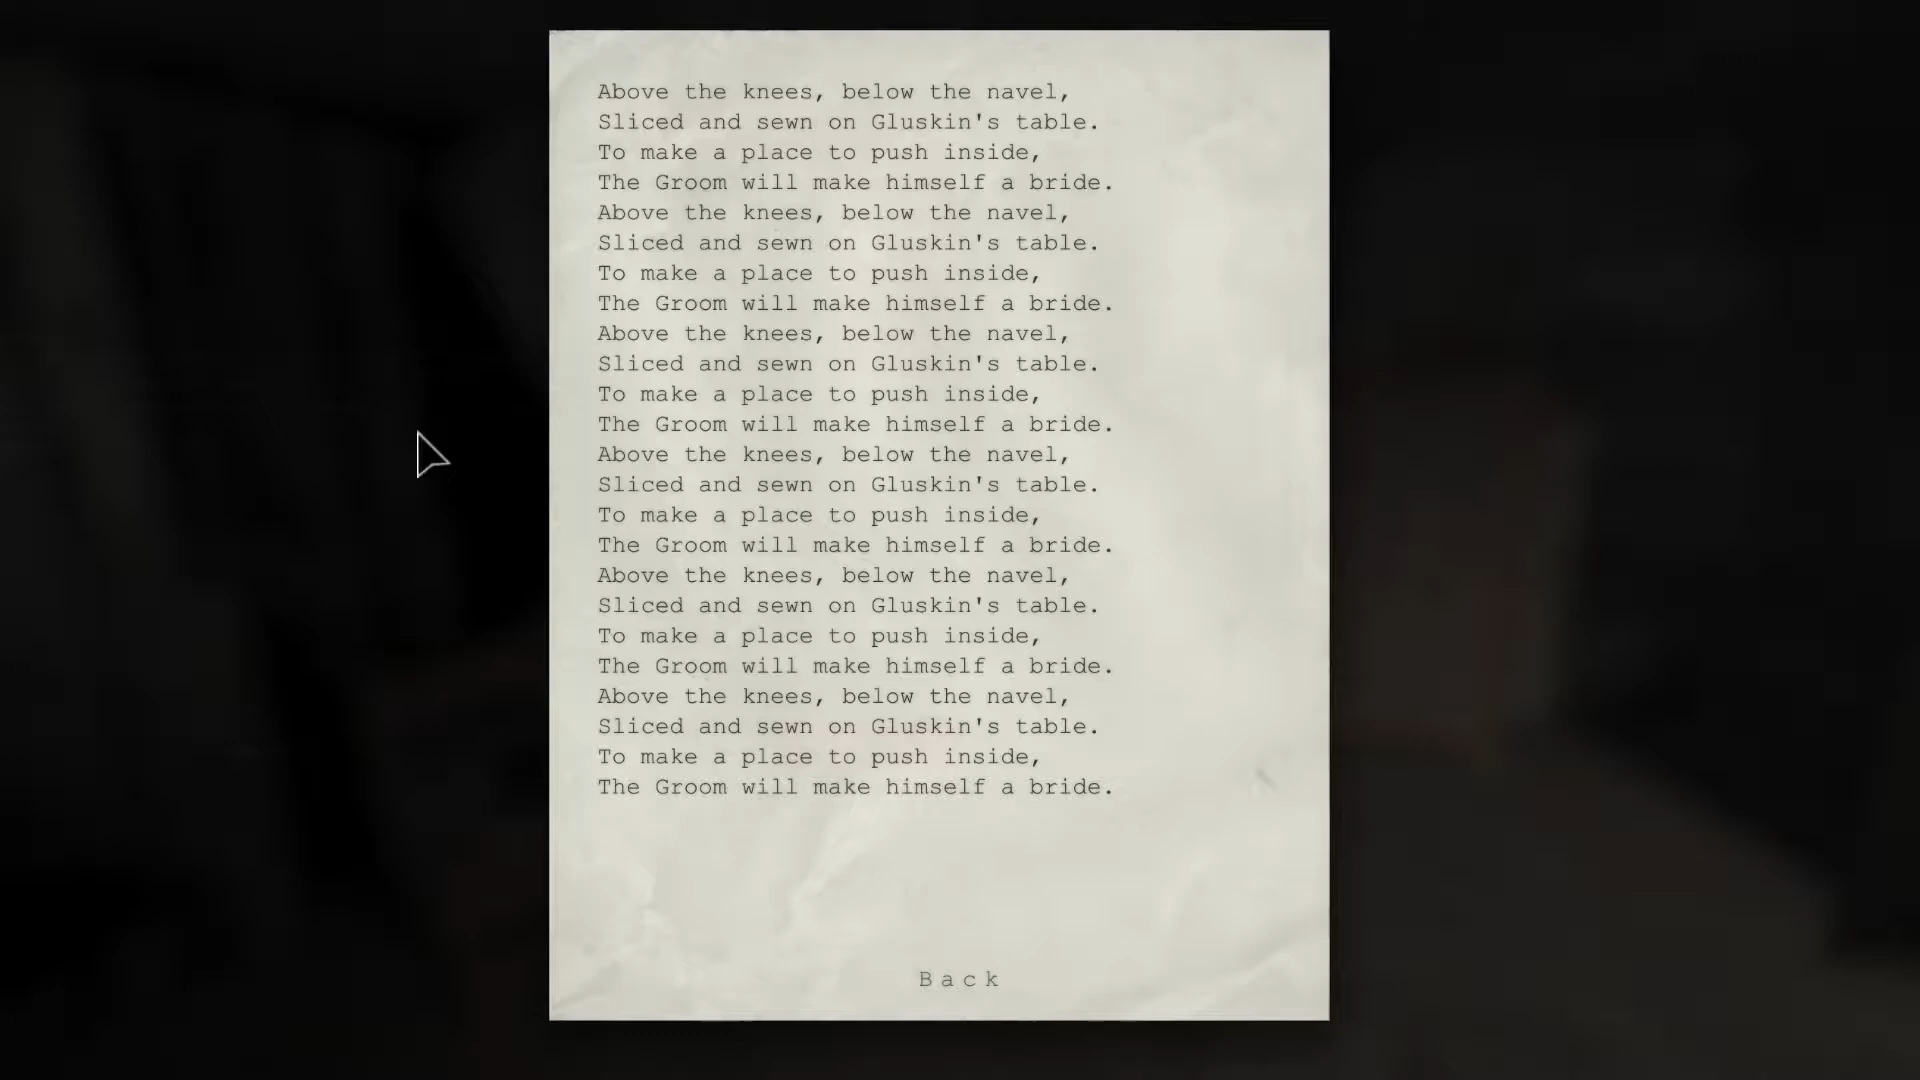 Above the knees, below the navel,
Sliced and sewn on Gluskin's table.
To make a place to push inside,
The Groom will make himself a bride.
Above the knees, below the navel,
Sliced and sewn on Gluskin's table.
To make a place to push inside,
The Groom will make himself a bride.
Above the knees, below the navel,
Sliced and sewn on Gluskin's table.
To make a place to push inside,
The Groom will make himself a bride.
Above the knees, below the navel,
Sliced and sewn on Gluskin's table.
To make a place to push inside,
The Groom will make himself a bride.
Above the knees, below the navel,
Sliced and sewn on Gluskin's table.
To make a place to push inside,
The Groom will make himself a bride.
Above the knees, below the navel,
Sliced and sewn on Gluskin's table.
To make a place to push inside,
The Groom will make himself a bride.
Back